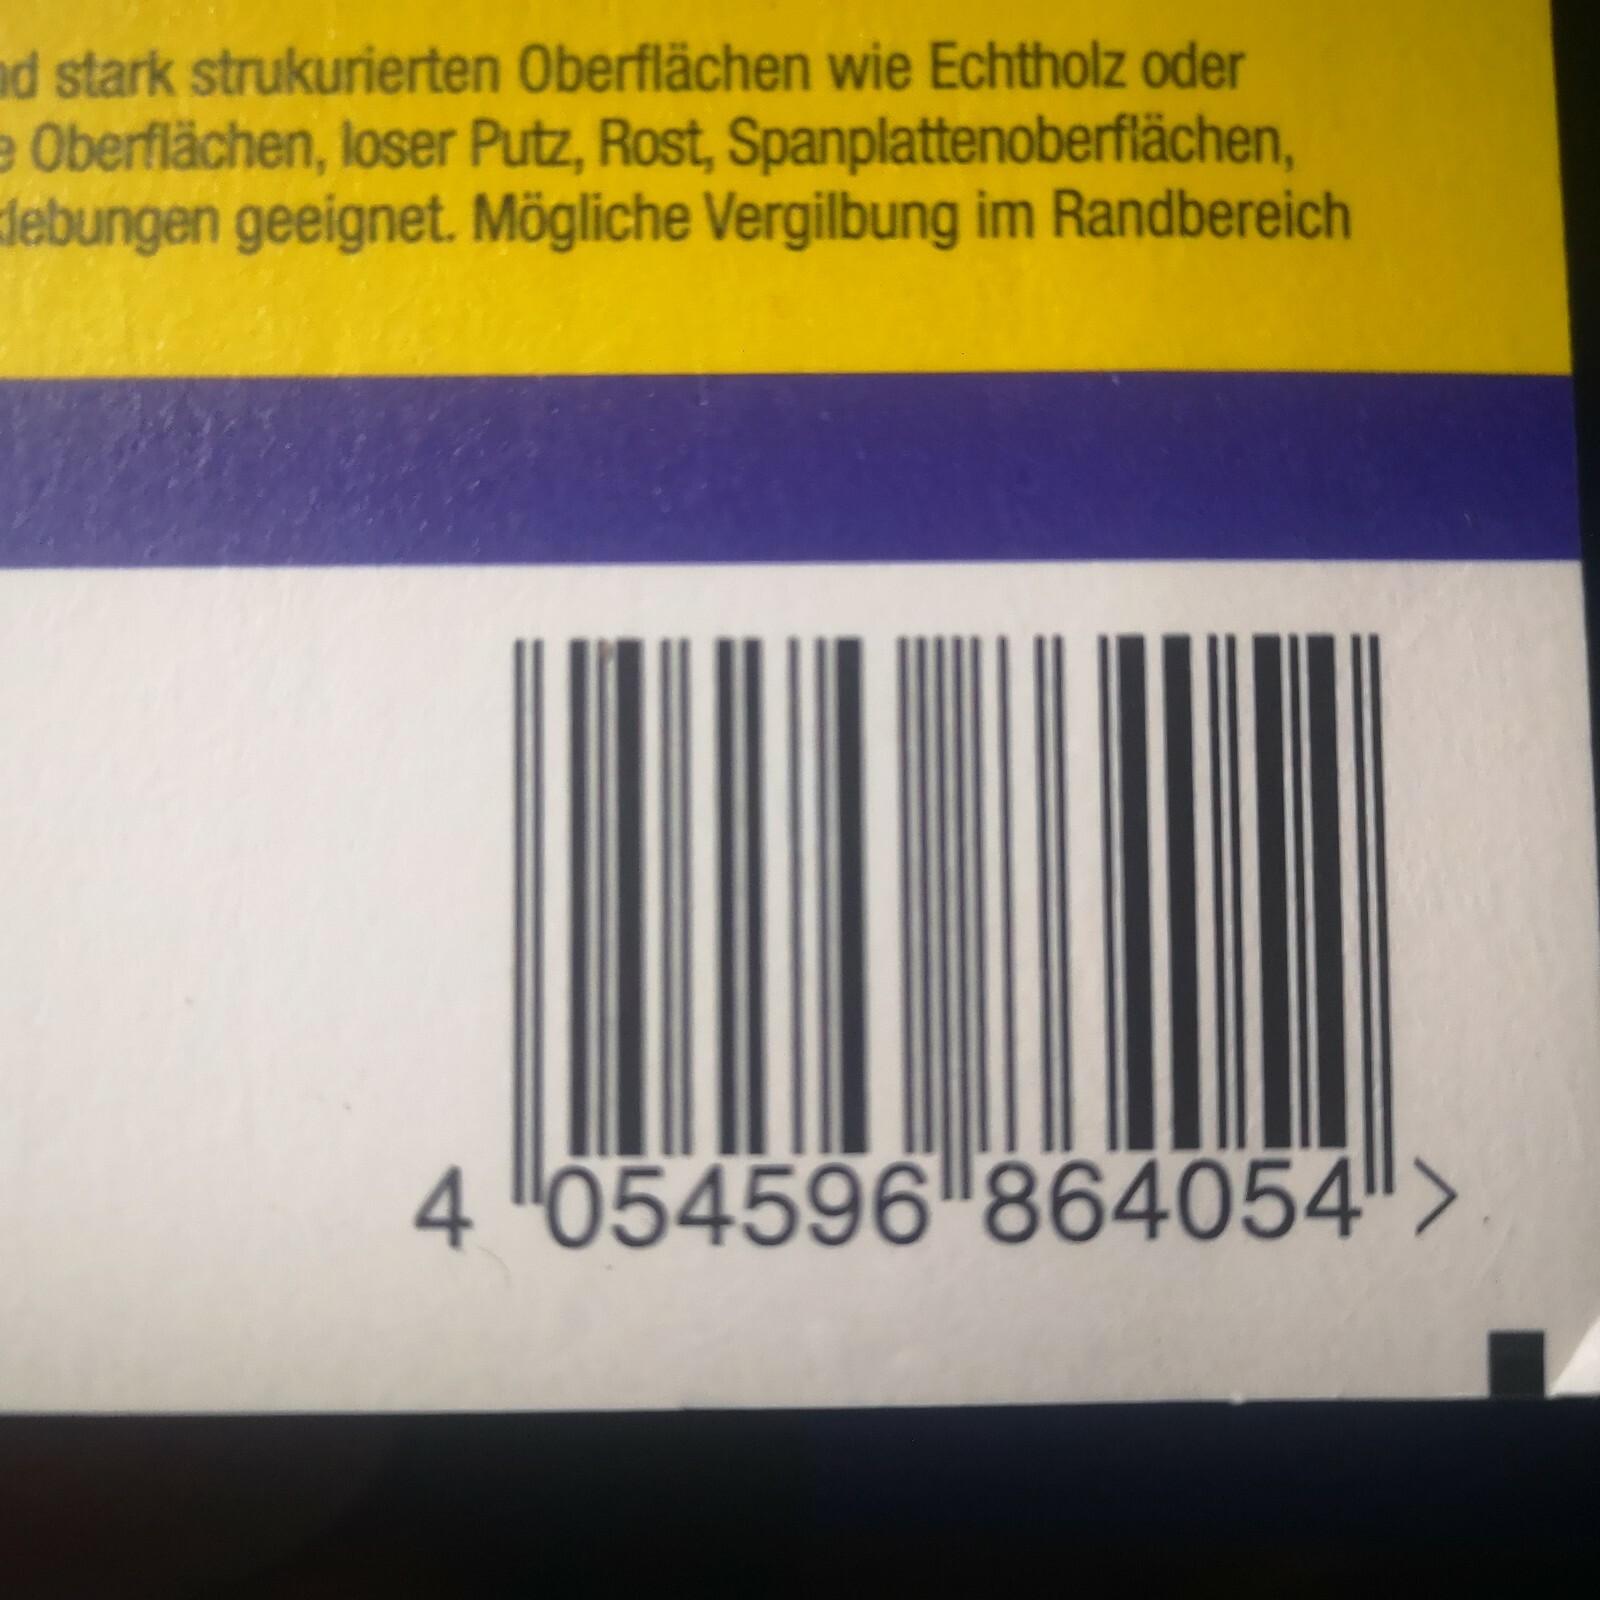 nd stark strukurierten Oberflächen wie Echtholz oder
e Oberflächen, loser Putz, Rost, Spanplattenoberflächen,
klebungen geeignet. Mögliche Vergilbung im Randbereich
4 054596 864054 >